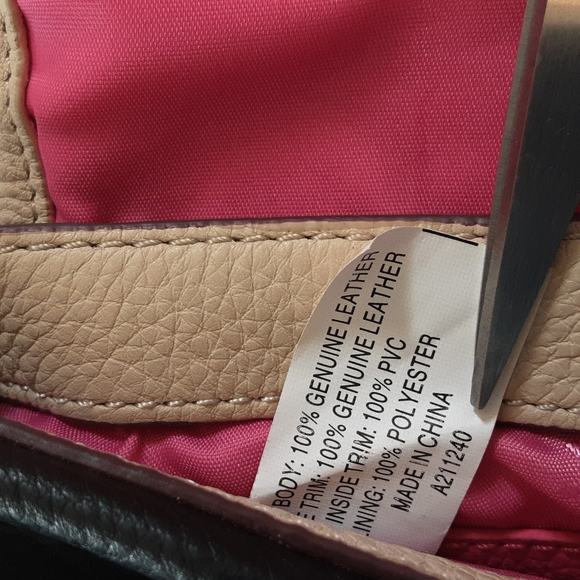 BODY: 100% GENUINE LEATHER
E TRIM: 100% GENUINE LEATHER
INSIDE TRIM: 100% PVC
LINING: 100% POLYESTER
MADE IN CHINA
A211240